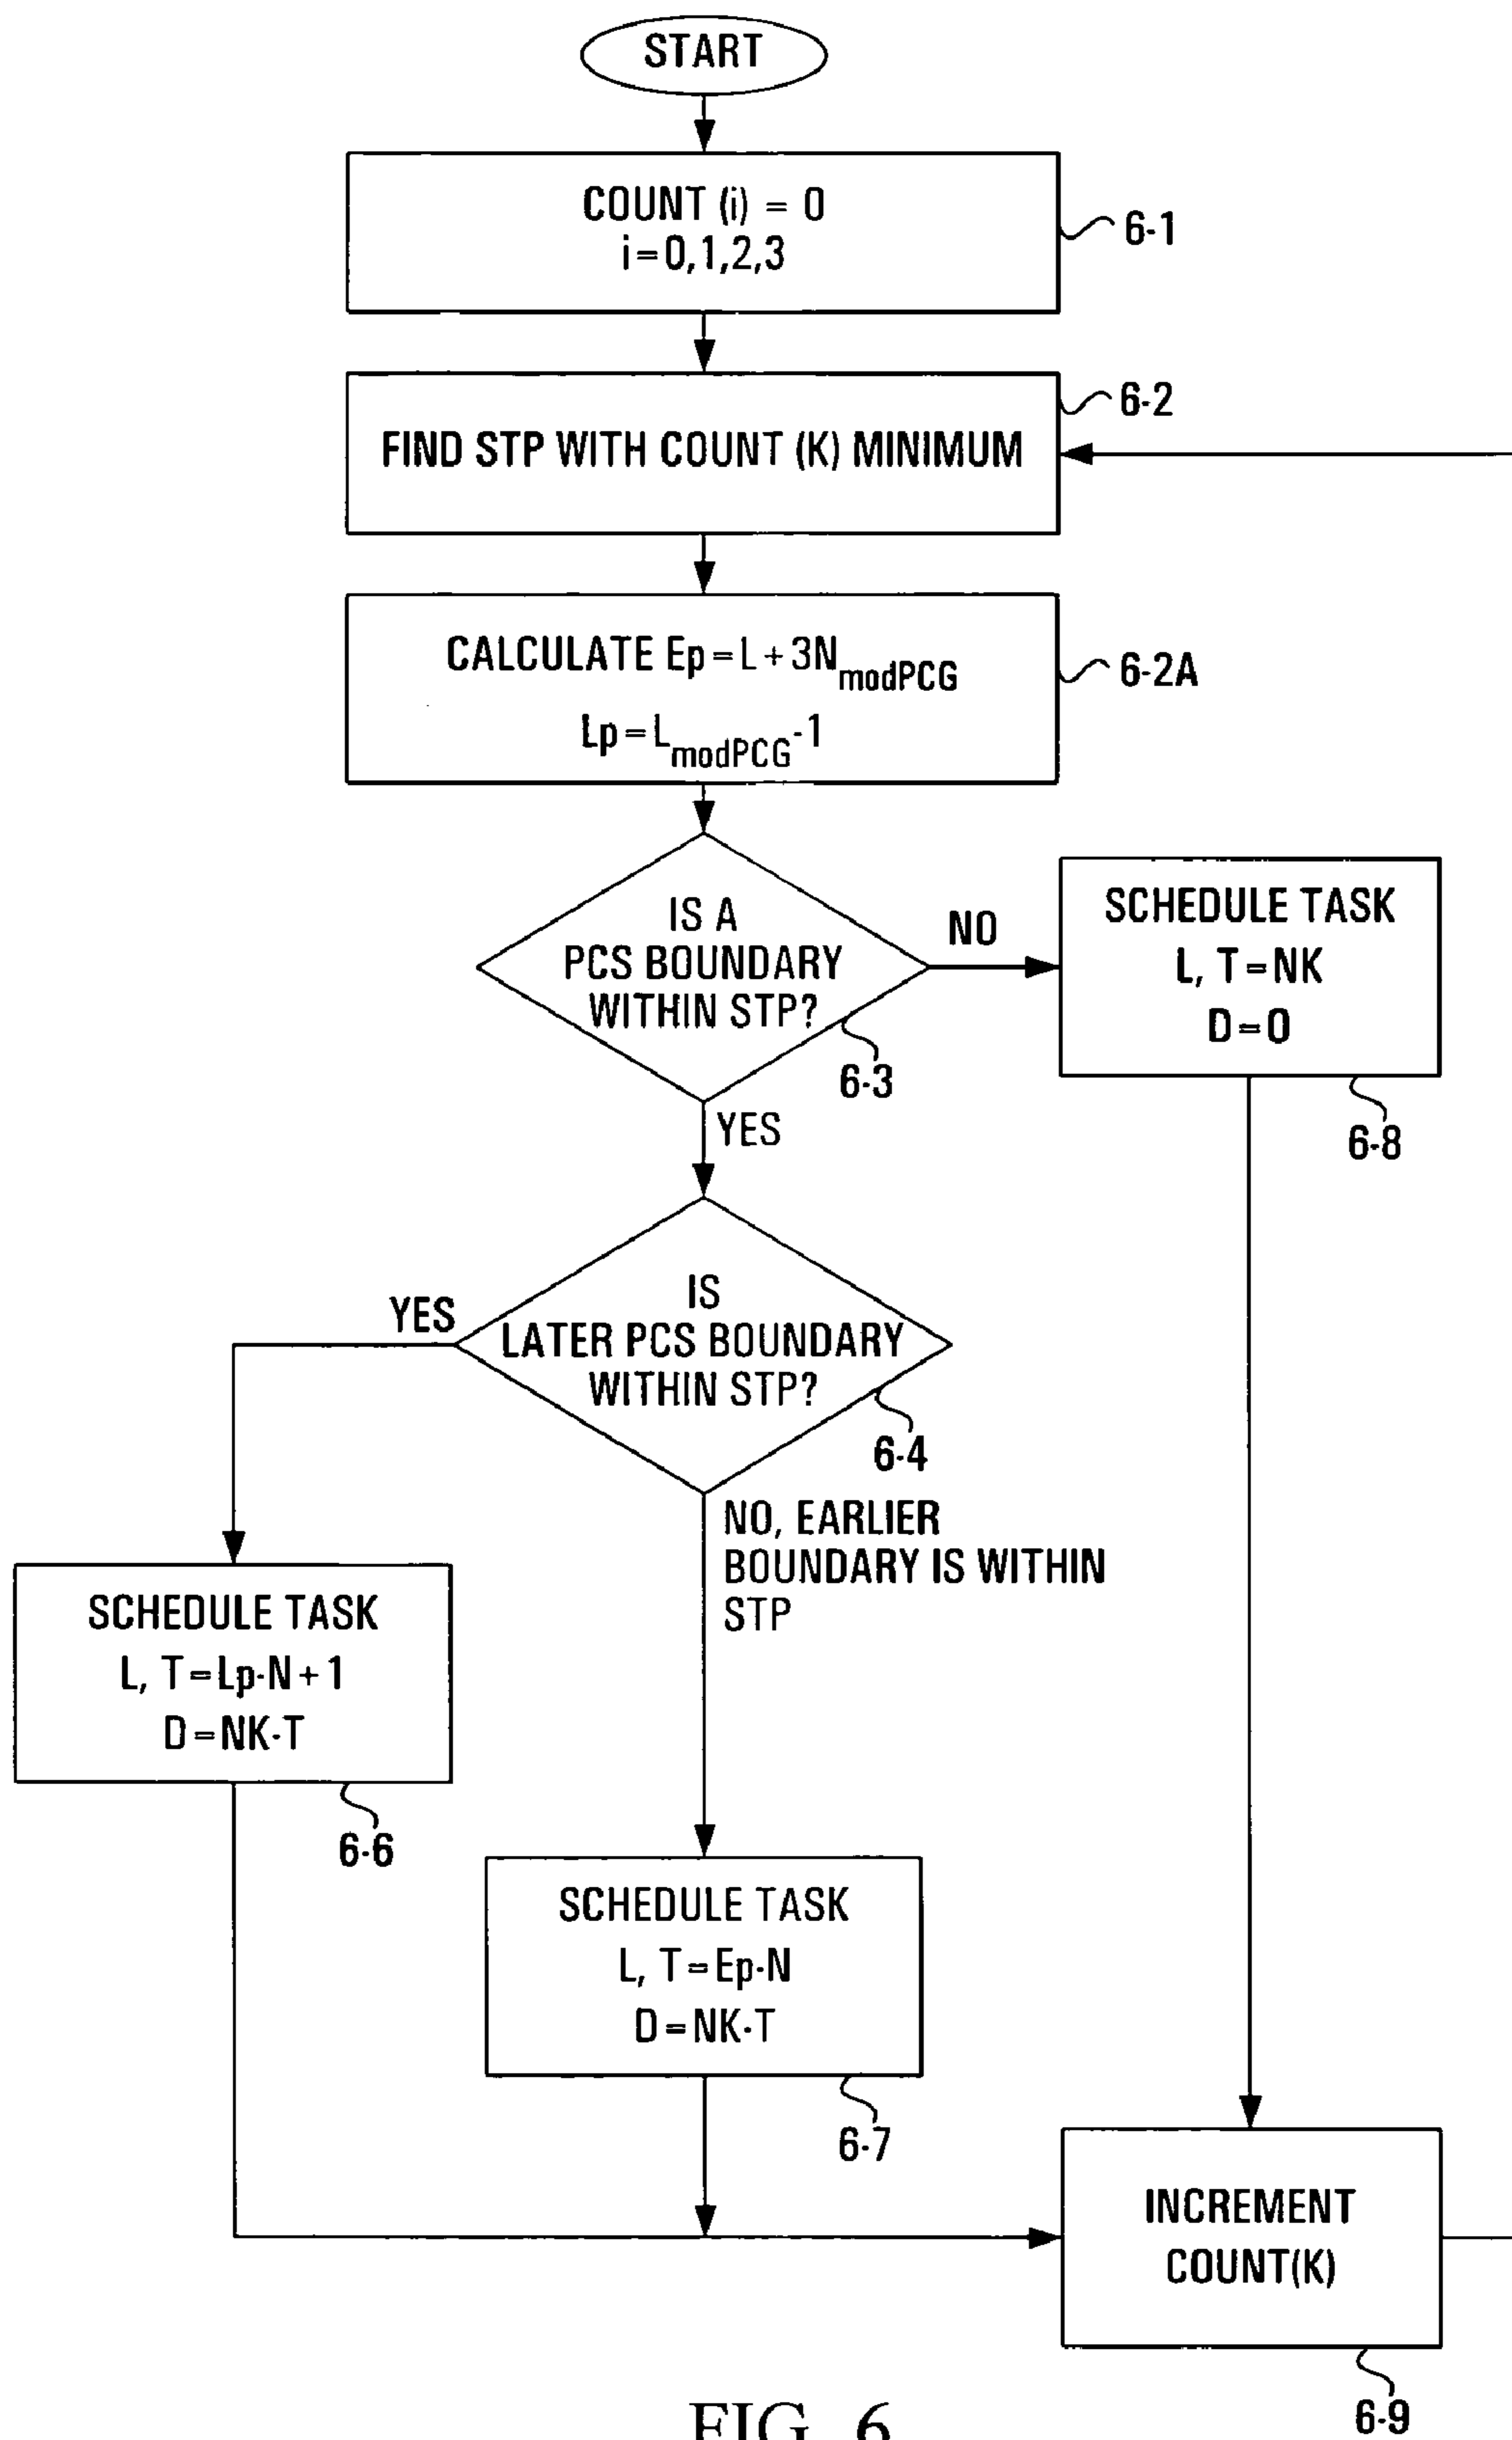 START
COUNT (i) = 0
i=0,1,2,3
6-1
FIND STP WITH COUNT (K) MINIMUM
6-2
CALCULATE Ep=L+3NmodPCG
Lp=LmodPCG-1
6-2A
IS A
PCS BOUNDARY
WITHIN STP?
6-3
NO
SCHEDULE TASK
L, T=NK
D=0
6-8
YES
IS
LATER PCS BOUNDARY
WITHIN STP?
6-4
YES
NO, EARLIER
BOUNDARY IS WITHIN
STP
SCHEDULE TASK
L, T=Lp-N+1
D=NK-T
6-6
SCHEDULE TASK
L, T=Ep-N
D=NK-T
6-7
INCREMENT
COUNT(K)
6-9
FIG. 6